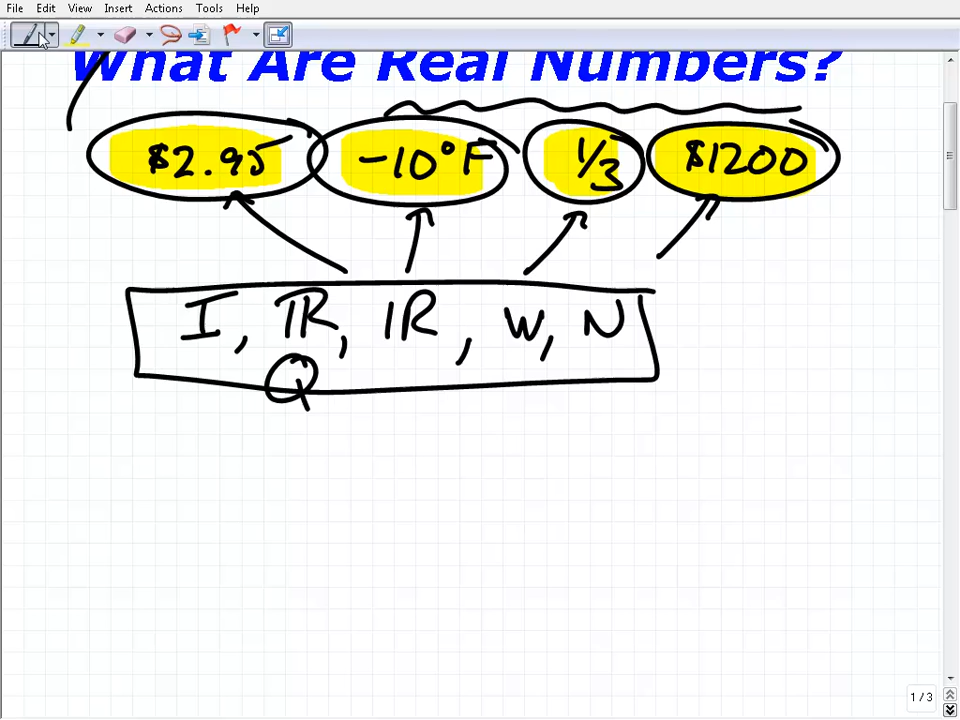 File Edit View Insert Actions Tools Help
What Are Real Numbers?
$2.95 -10°F 1/3 $1200
I, IR, IR, W, N
Q
1 / 3